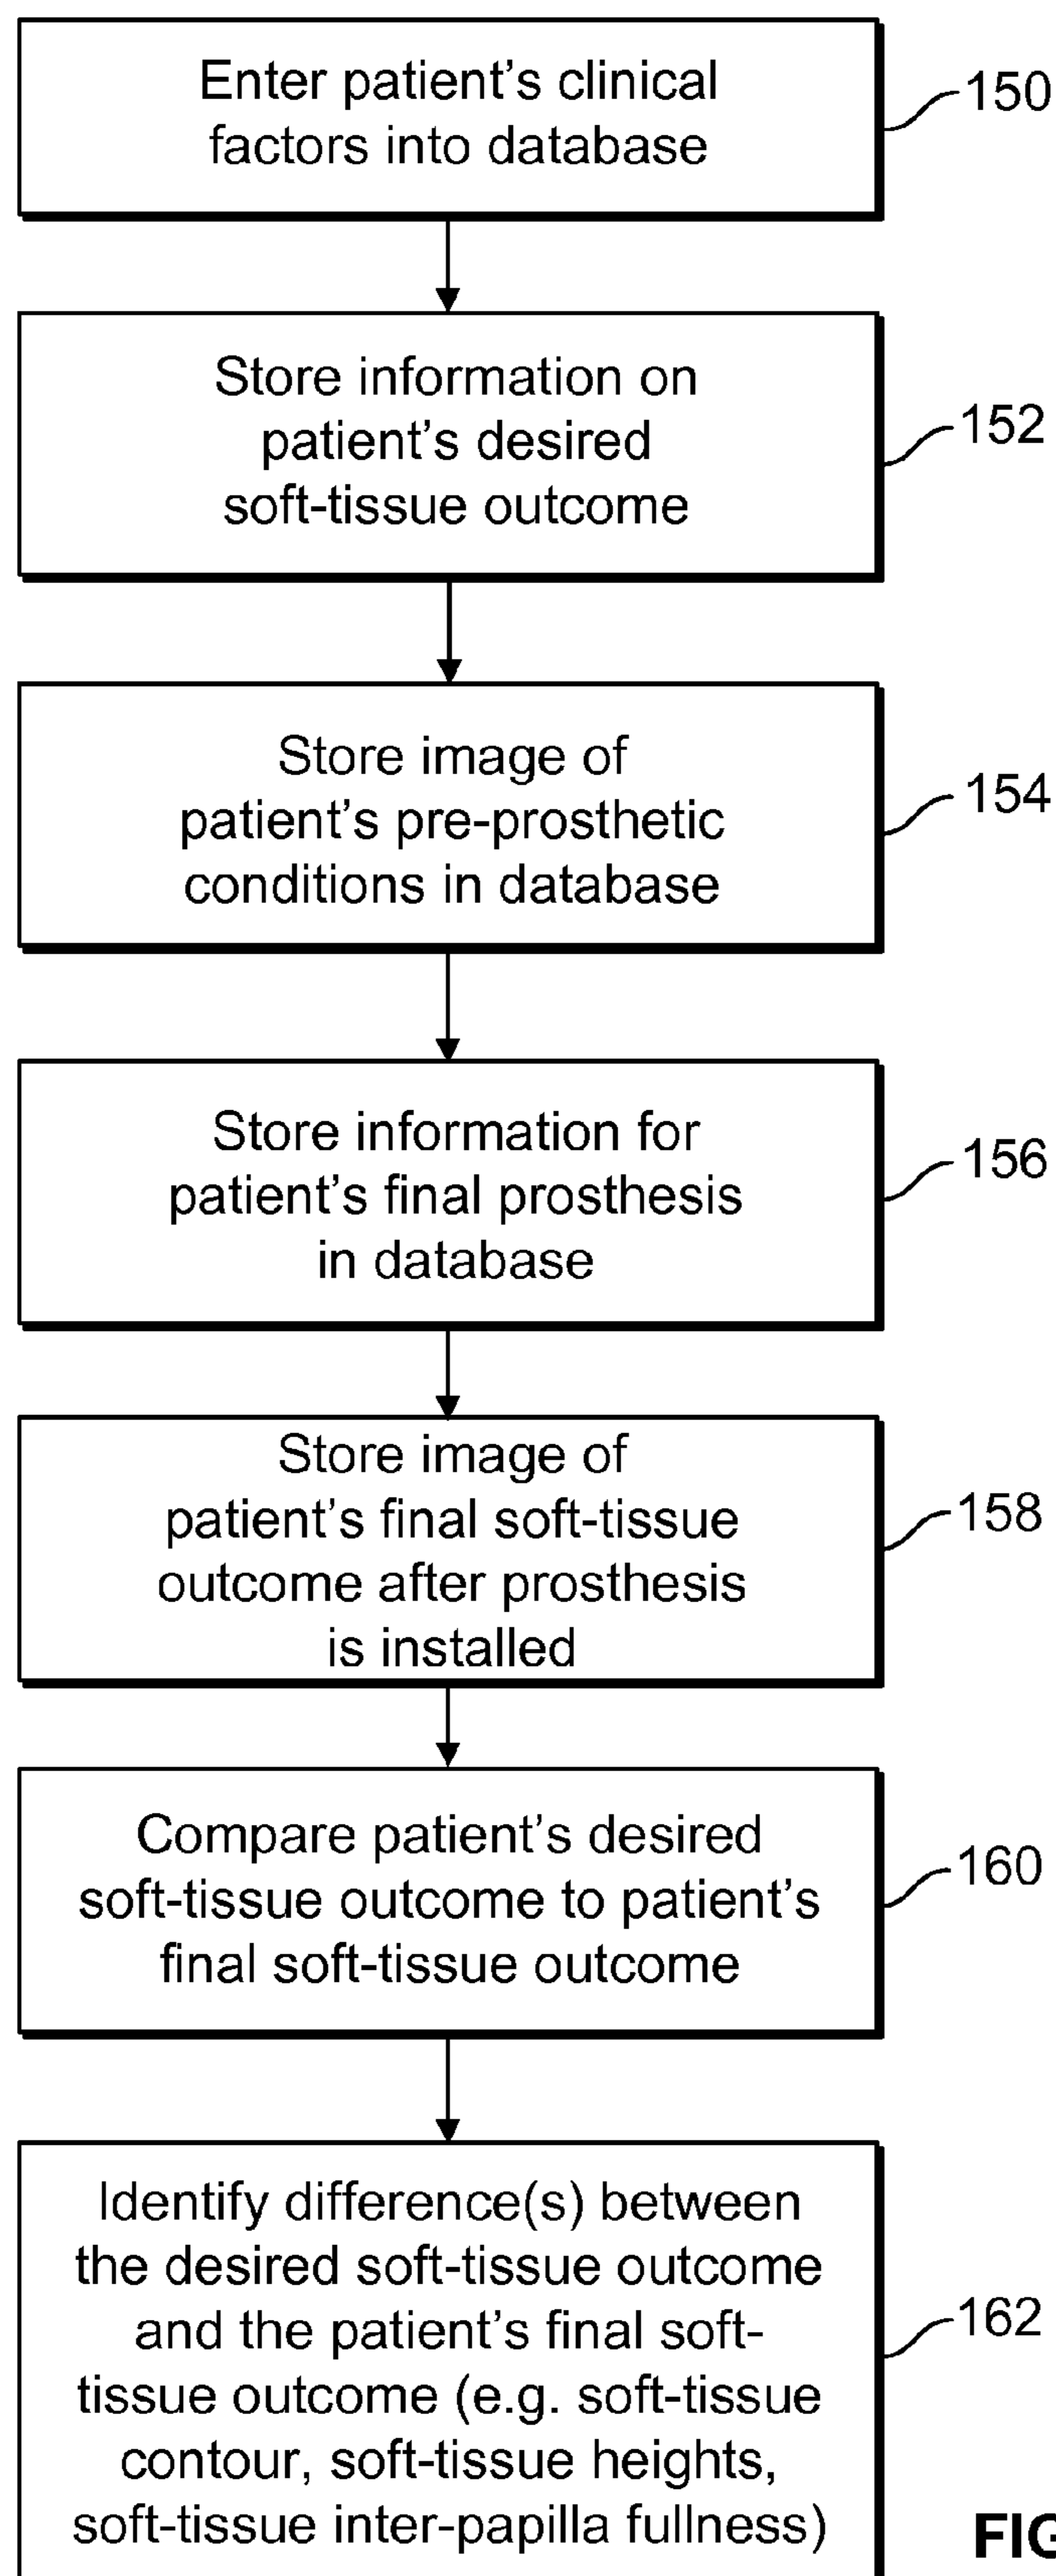 Enter patient's clinical
factors into database
150
Store information on
patient's desired
soft-tissue outcome
152
Store image of
patient's pre-prosthetic
conditions in database
154
Store information for
patient's final prosthesis
in database
156
Store image of
patient's final soft-tissue
outcome after prosthesis
is installed
158
Compare patient's desired
soft-tissue outcome to patient's
final soft-tissue outcome
160
Identify difference(s) between
the desired soft-tissue outcome
and the patient's final soft-
tissue outcome (e.g. soft-tissue
contour, soft-tissue heights,
soft-tissue inter-papilla fullness)
162
FIG